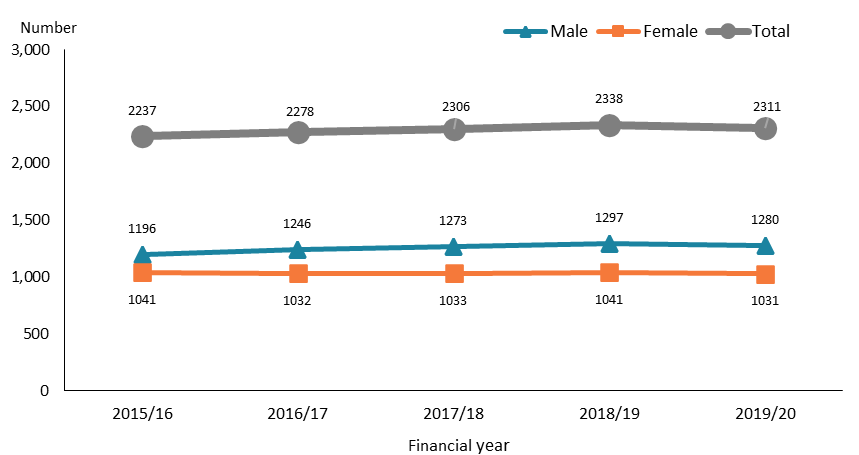 Number
Male Female Total
3,000
2,500
2,000
1,500
1,000
500
0
2237 2278 2306 2338 2311
1196 1246 1273 1297 1280
1041 1032 1033 1041 1031
2015/16 2016/17 2017/18 2018/19 2019/20
Financial year